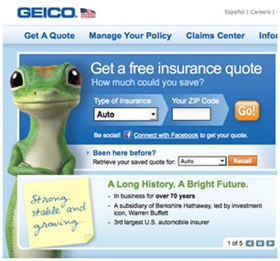 GEICO.
Español | Careers |
Get A Quote Manage Your Policy Claims Center Infor
Get a free insurance quote
How much could you save?
Type of Insurance Your ZIP Code
Auto Go!
Be social! f Connect with Facebook to get your quote.
Been here before?
Retrieve your saved quote for: Auto Recall
Strong, stable and growing
A Long History. A Bright Future.
- In business for over 70 years
- A subsidiary of Berkshire Hathaway, led by investment
icon, Warren Buffett
- 3rd largest U.S. automobile insurer
1 of 5